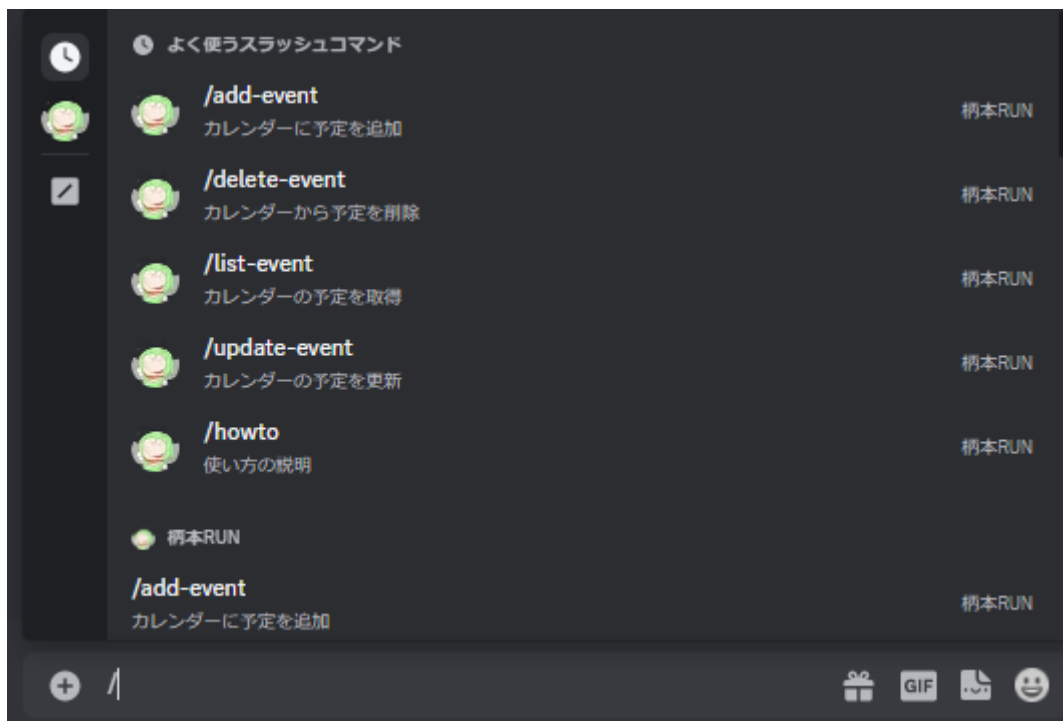 よく使うスラッシュコマンド
/add-event
カレンダーに予定を追加
柄本RUN
/delete-event
カレンダーから予定を削除
柄本RUN
/list-event
カレンダーの予定を取得
柄本RUN
/update-event
カレンダーの予定を更新
柄本RUN
/howto
使い方の説明
柄本RUN
柄本RUN
/add-event
カレンダーに予定を追加
柄本RUN
/
GIF